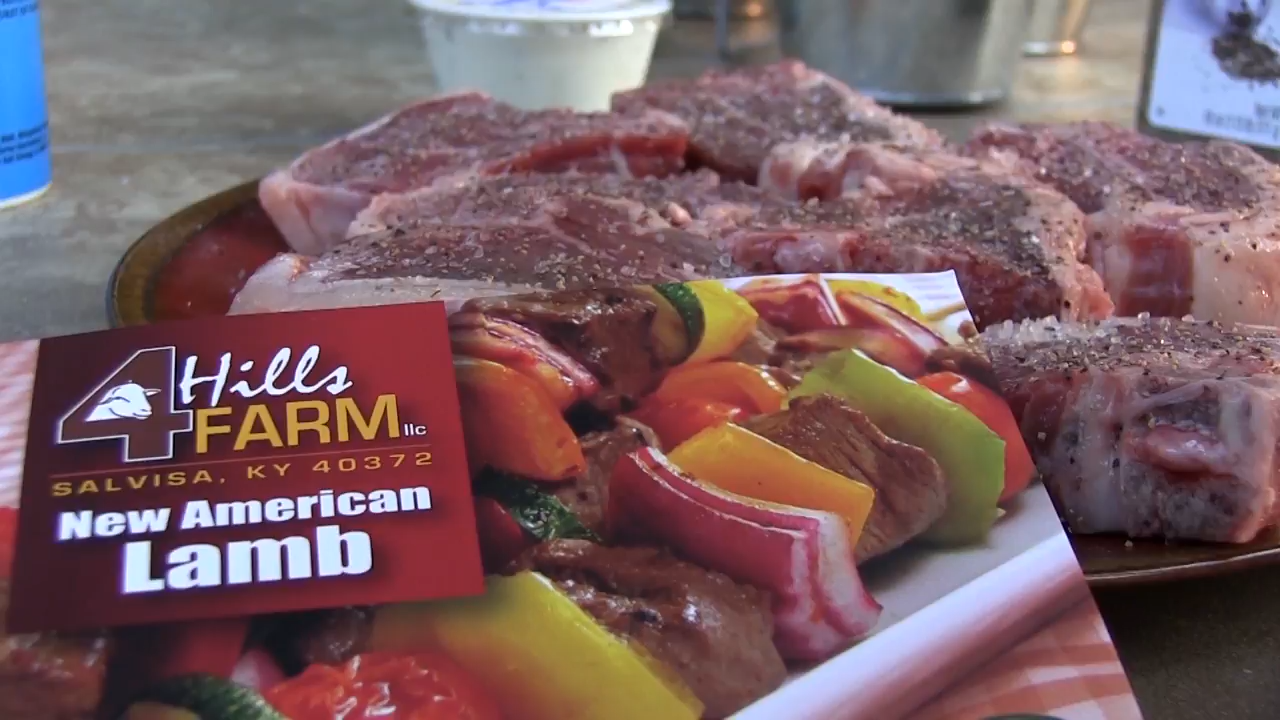 4 Hills
FARM llc
SALVISA, KY 40372
New American
Lamb